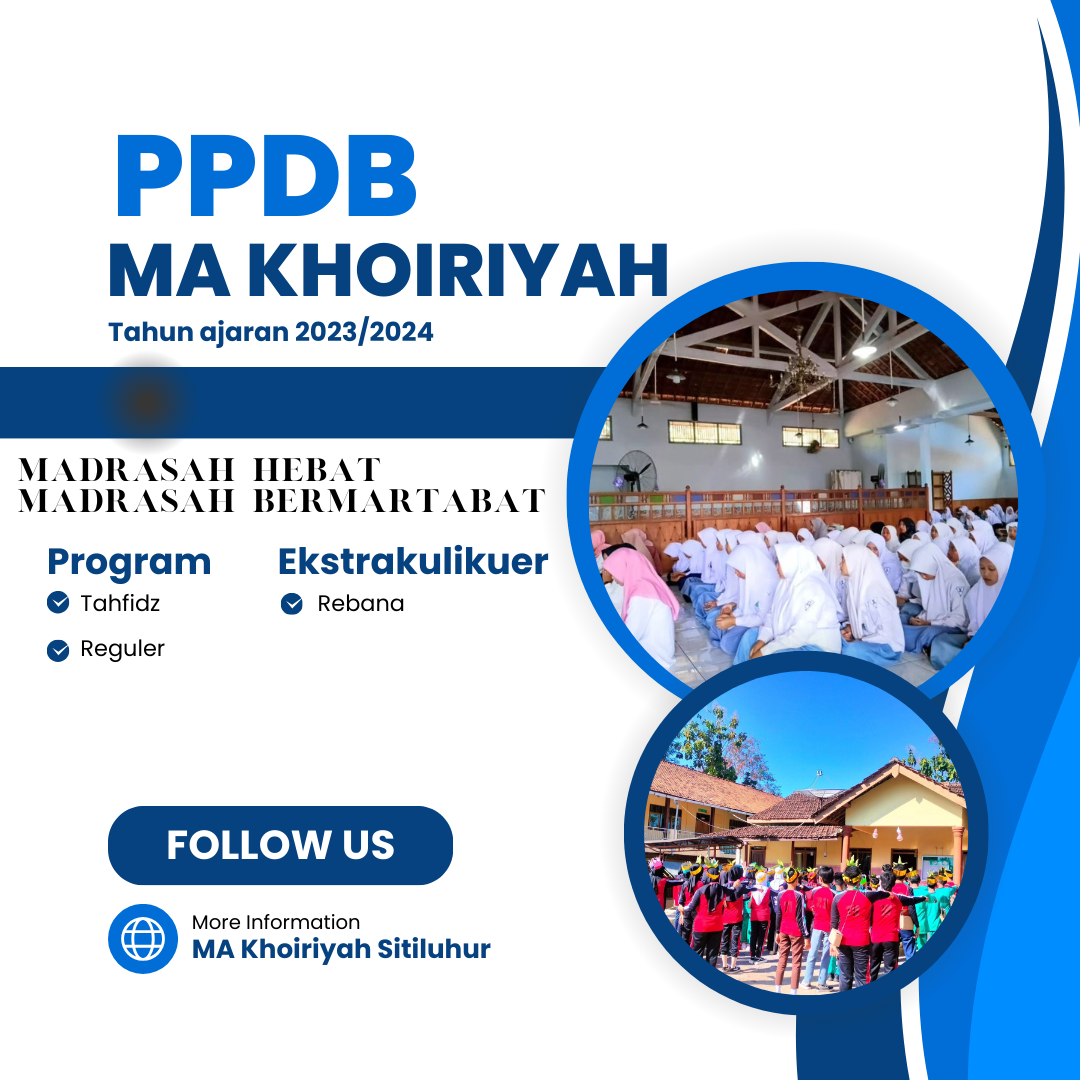 PPDB
MA KHOIRIYAH
Tahun ajaran 2023/2024
MADRASAH HEBAT
MADRASAH BERMARTABAT
Program
Tahfidz
Reguler
Ekstrakulikuer
Rebana
FOLLOW US
More Information
MA Khoiriyah Sitiluhur